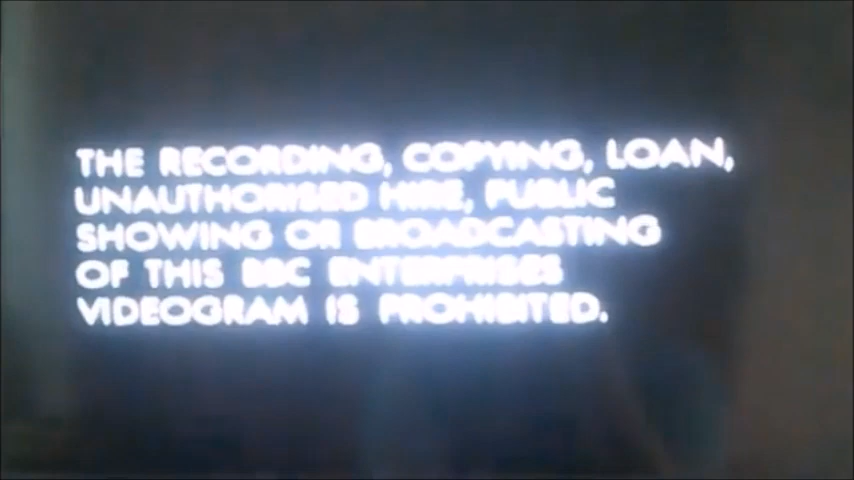 THE RECORDING, COPYING, LOAN,
UNAUTHORISED HIRE, PUBLIC
SHOWING OR BROADCASTING
OF THIS BBC ENTERPRISES
VIDEOGRAM IS PROHIBITED.